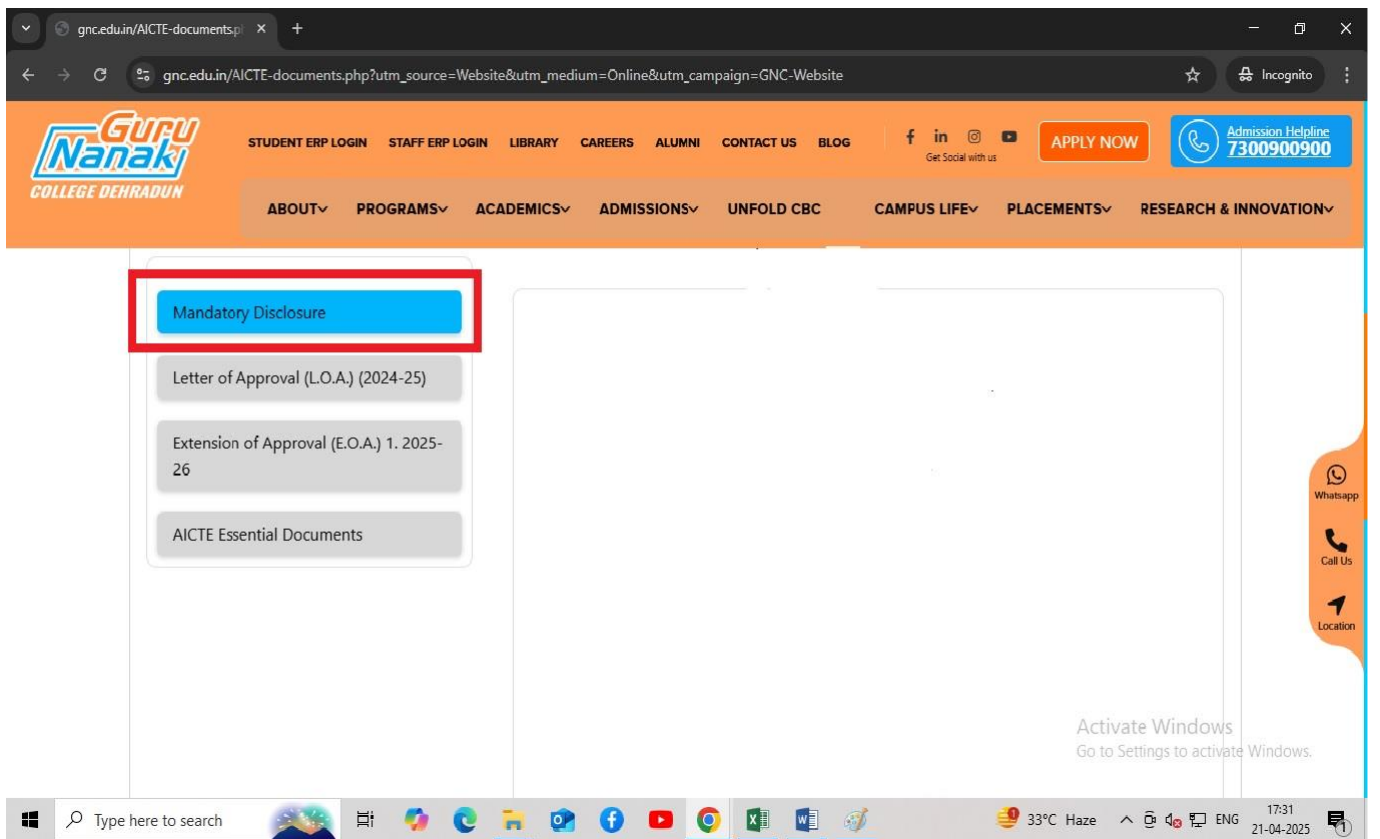 gnc.edu.in/AICTE-documents.p
gnc.edu.in/AICTE-documents.php?utm_source=Website&utm_medium=Online&utm_campaign=GNC-Website
Incognito
Guru
Nanak
COLLEGE DEHRADUN
STUDENT ERP LOGIN STAFF ERP LOGIN LIBRARY CAREERS ALUMNI CONTACT US BLOG
Get Social with us
APPLY NOW
Admission Helpline
7300900900
ABOUT PROGRAMS ACADEMICS ADMISSIONS UNFOLD CBC CAMPUS LIFE PLACEMENTS RESEARCH & INNOVATION
Mandatory Disclosure
Letter of Approval (L.O.A.) (2024-25)
Extension of Approval (E.O.A.) 1. 2025-
26
AICTE Essential Documents
Whatsapp
Call Us
Location
Activate Windows
Go to Settings to activate Windows.
Type here to search
33°C Haze
ENG
17:31
21-04-2025
1